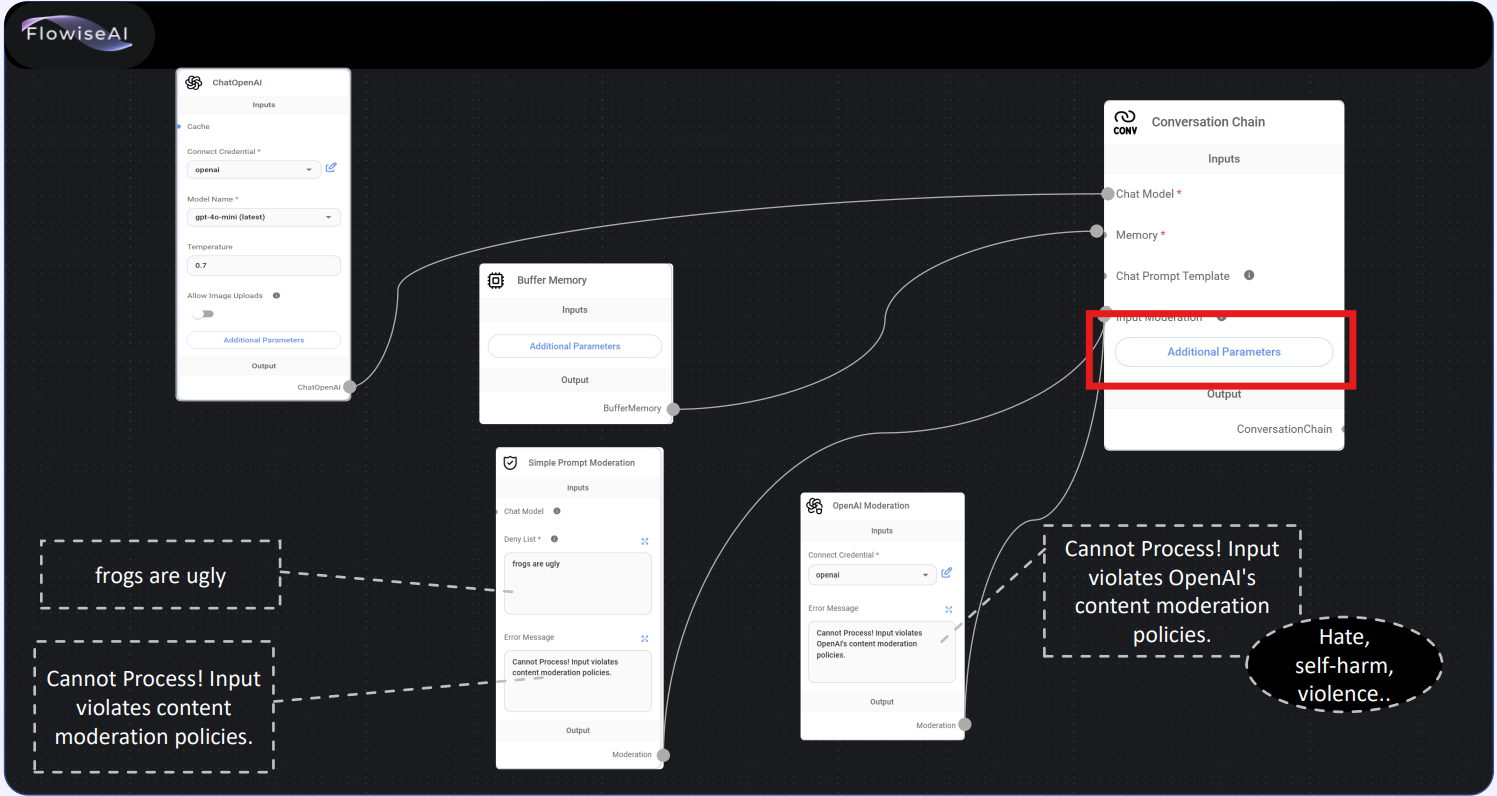 FlowiseAI
ChatOpenAI
Inputs
Cache
Connect Credential *
openai
Model Name *
gpt-4o-mini (latest)
Temperature
0.7
Allow Image Uploads
Additional Parameters
Output
ChatOpenAI
Buffer Memory
Inputs
Additional Parameters
Output
BufferMemory
CONV
Conversation Chain
Inputs
Chat Model *
Memory *
Chat Prompt Template
Input Moderation
Additional Parameters
Output
ConversationChain
Simple Prompt Moderation
Inputs
Chat Model
Deny List *
frogs are ugly
Error Message
Cannot Process! Input violates
content moderation policies.
Output
Moderation
OpenAI Moderation
Inputs
Connect Credential *
openai
Error Message
Cannot Process! Input violates
OpenAI's content moderation
policies.
Output
Moderation
frogs are ugly
Cannot Process! Input
violates content
moderation policies.
Cannot Process! Input
violates OpenAI's
content moderation
policies.
Hate,
self-harm,
violence..